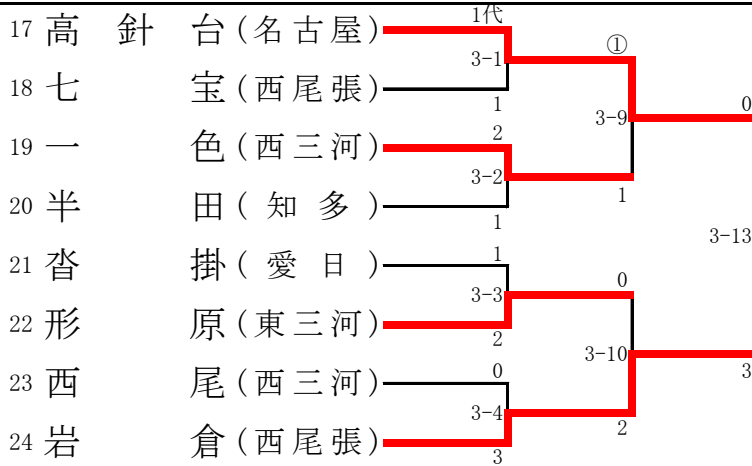 17 高針台(名古屋) 1代
①
3-1
18 七宝(西尾張) 1
0
3-9
19 一色(西三河) 2
3-2
1
20 半田(知多) 1
3-13
21 沓掛(愛日) 1
0
3-3
22 形原(東三河) 2
3-10
3
23 西尾(西三河) 0
3-4
2
24 岩倉(西尾張) 3